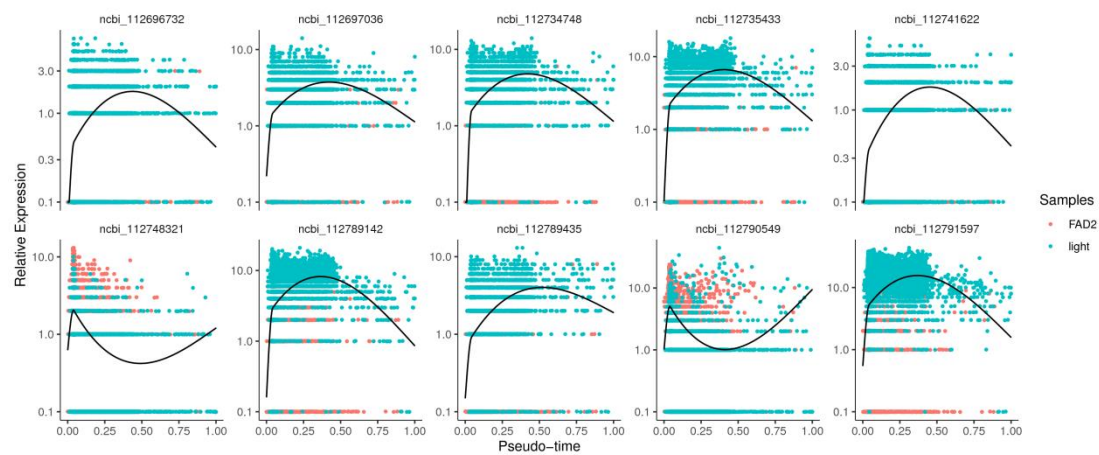 ncbi_112696732 ncbi_112697036 ncbi_112734748 ncbi_112735433 ncbi_112741622
3.0 1.0 0.3 0.1
10.0 1.0 0.1
10.0 1.0 0.1
10.0 1.0 0.1
3.0 1.0 0.3 0.1
Relative Expression
ncbi_112748321 ncbi_112789142 ncbi_112789435 ncbi_112790549 ncbi_112791597
10.0 1.0 0.1
10.0 1.0 0.1
10.0 1.0 0.1
10.0 1.0 0.1
10.0 1.0 0.1
0.00 0.25 0.50 0.75 1.00 0.00 0.25 0.50 0.75 1.00 0.00 0.25 0.50 0.75 1.00 0.00 0.25 0.50 0.75 1.00 0.00 0.25 0.50 0.75 1.00
Pseudo-time
Samples
FAD2
light